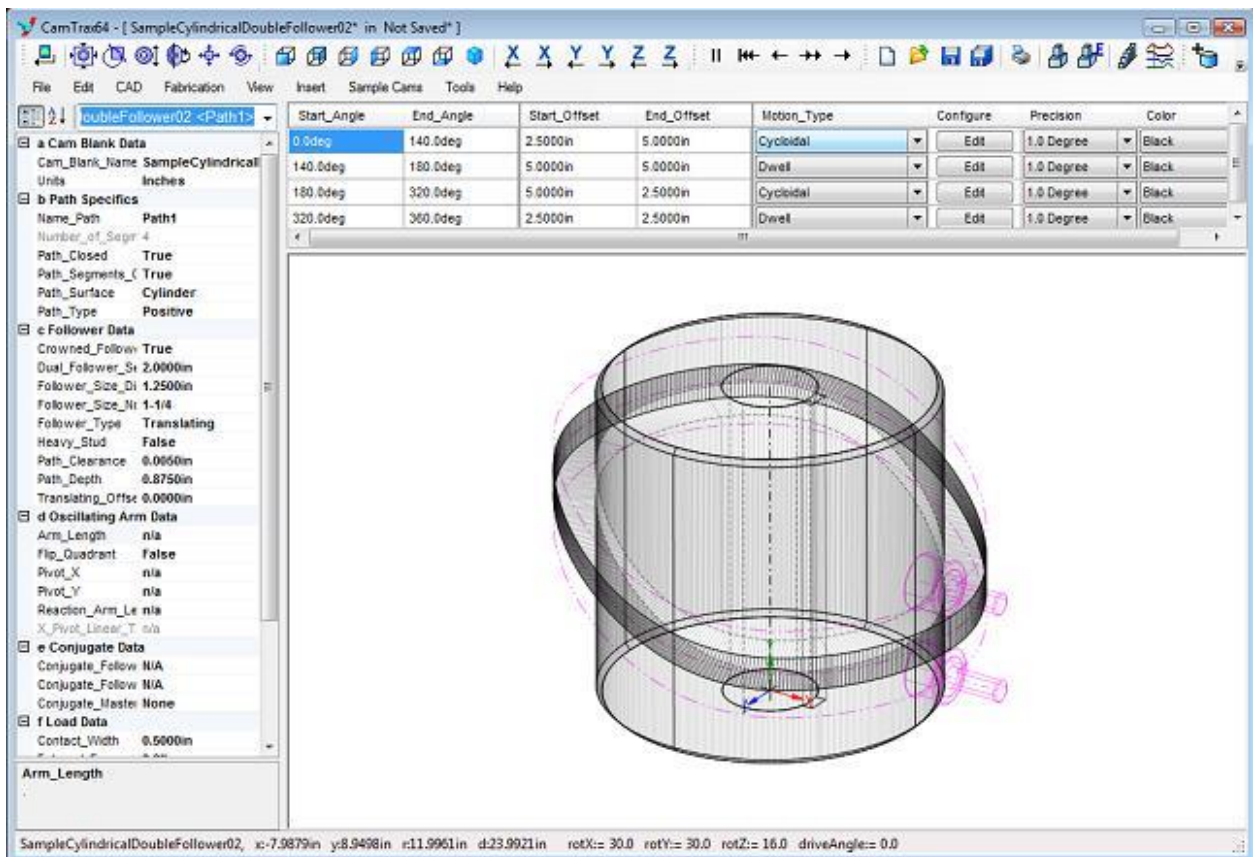 CamTrax64 - [ SampleCylindricalDoubleFollower02* in Not Saved* ]
X X Y Y Z Z
File Edit CAD Fabrication View Insert Sample Cams Tools Help
oubleFollower02 <Path1>
Start_Angle End_Angle Start_Offset End_Offset Motion_Type Configure Precision Color
0.0deg 140.0deg 2.5000in 5.0000in Cycloidal Edit 1.0 Degree Black
140.0deg 180.0deg 5.0000in 5.0000in Dwell Edit 1.0 Degree Black
180.0deg 320.0deg 5.0000in 2.5000in Cycloidal Edit 1.0 Degree Black
320.0deg 360.0deg 2.5000in 2.5000in Dwell Edit 1.0 Degree Black
a Cam Blank Data
Cam_Blank_Name SampleCylindricall
Units Inches
b Path Specifics
Name_Path Path1
Number_of_Segm 4
Path_Closed True
Path_Segments_C True
Path_Surface Cylinder
Path_Type Positive
c Follower Data
Crowned_Follow True
Dual_Follower_S 2.0000in
Follower_Size_Di 1.2500in
Follower_Size_N 1-1/4
Follower_Type Translating
Heavy_Stud False
Path_Clearance 0.0050in
Path_Depth 0.8750in
Translating_Offse 0.0000in
d Oscillating Arm Data
Arm_Length n/a
Flip_Quadrant False
Pivot_X n/a
Pivot_Y n/a
Reaction_Arm_Le n/a
X_Pivot_Linear_T n/a
e Conjugate Data
Conjugate_Follow N/A
Conjugate_Follow N/A
Conjugate_Master None
f Load Data
Contact_Width 0.5000in
Arm_Length
SampleCylindricalDoubleFollower02, x:-7.9879in y:8.9498in r:11.9961in d:23.9921in rotX:= 30.0 rotY:= 30.0 rotZ:= 16.0 driveAngle:= 0.0